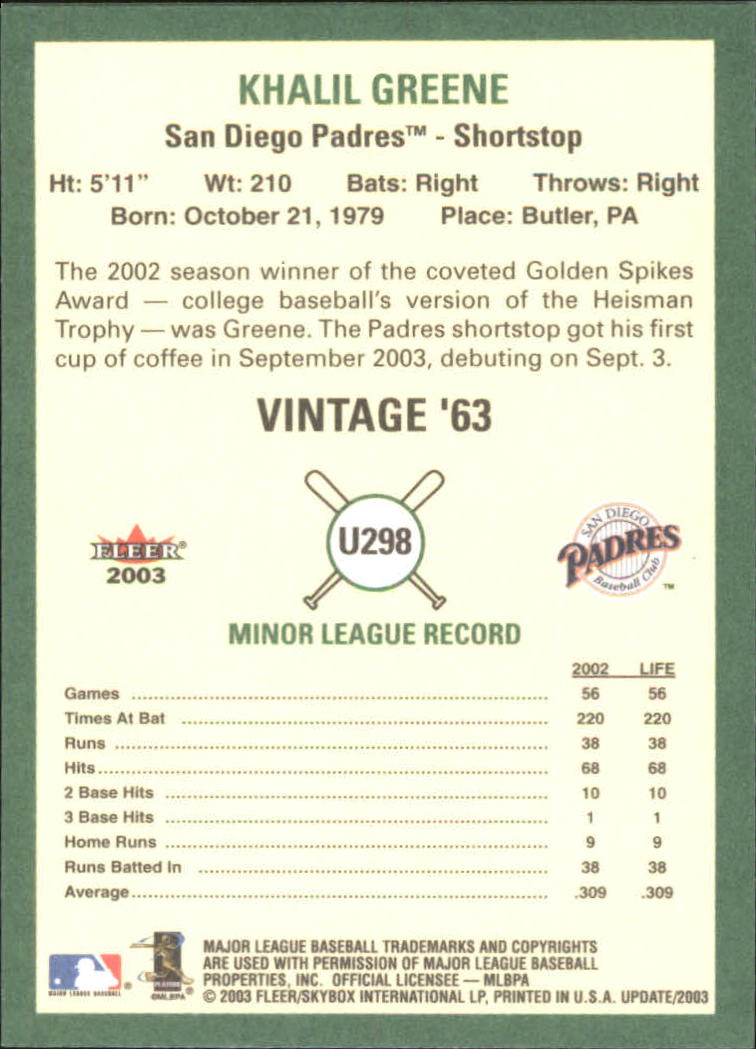 KHALIL GREENE
San Diego Padres™ - Shortstop
Ht: 5'11" Wt: 210 Bats: Right Throws: Right
Born: October 21, 1979 Place: Butler, PA
The 2002 season winner of the coveted Golden Spikes
Award — college baseball's version of the Heisman
Trophy — was Greene. The Padres shortstop got his first
cup of coffee in September 2003, debuting on Sept. 3.
VINTAGE '63
FLEER®
2003
U298
SAN DIEGO
PADRES
Baseball Club
™
MINOR LEAGUE RECORD
2002 LIFE
Games 56 56
Times At Bat 220 220
Runs 38 38
Hits 68 68
2 Base Hits 10 10
3 Base Hits 1 1
Home Runs 9 9
Runs Batted In 38 38
Average .309 .309
MAJOR LEAGUE BASEBALL ®
PLAYERS ®
©MLBPA
MAJOR LEAGUE BASEBALL TRADEMARKS AND COPYRIGHTS
ARE USED WITH PERMISSION OF MAJOR LEAGUE BASEBALL
PROPERTIES, INC. OFFICIAL LICENSEE — MLBPA
© 2003 FLEER/SKYBOX INTERNATIONAL LP, PRINTED IN U.S.A. UPDATE/2003